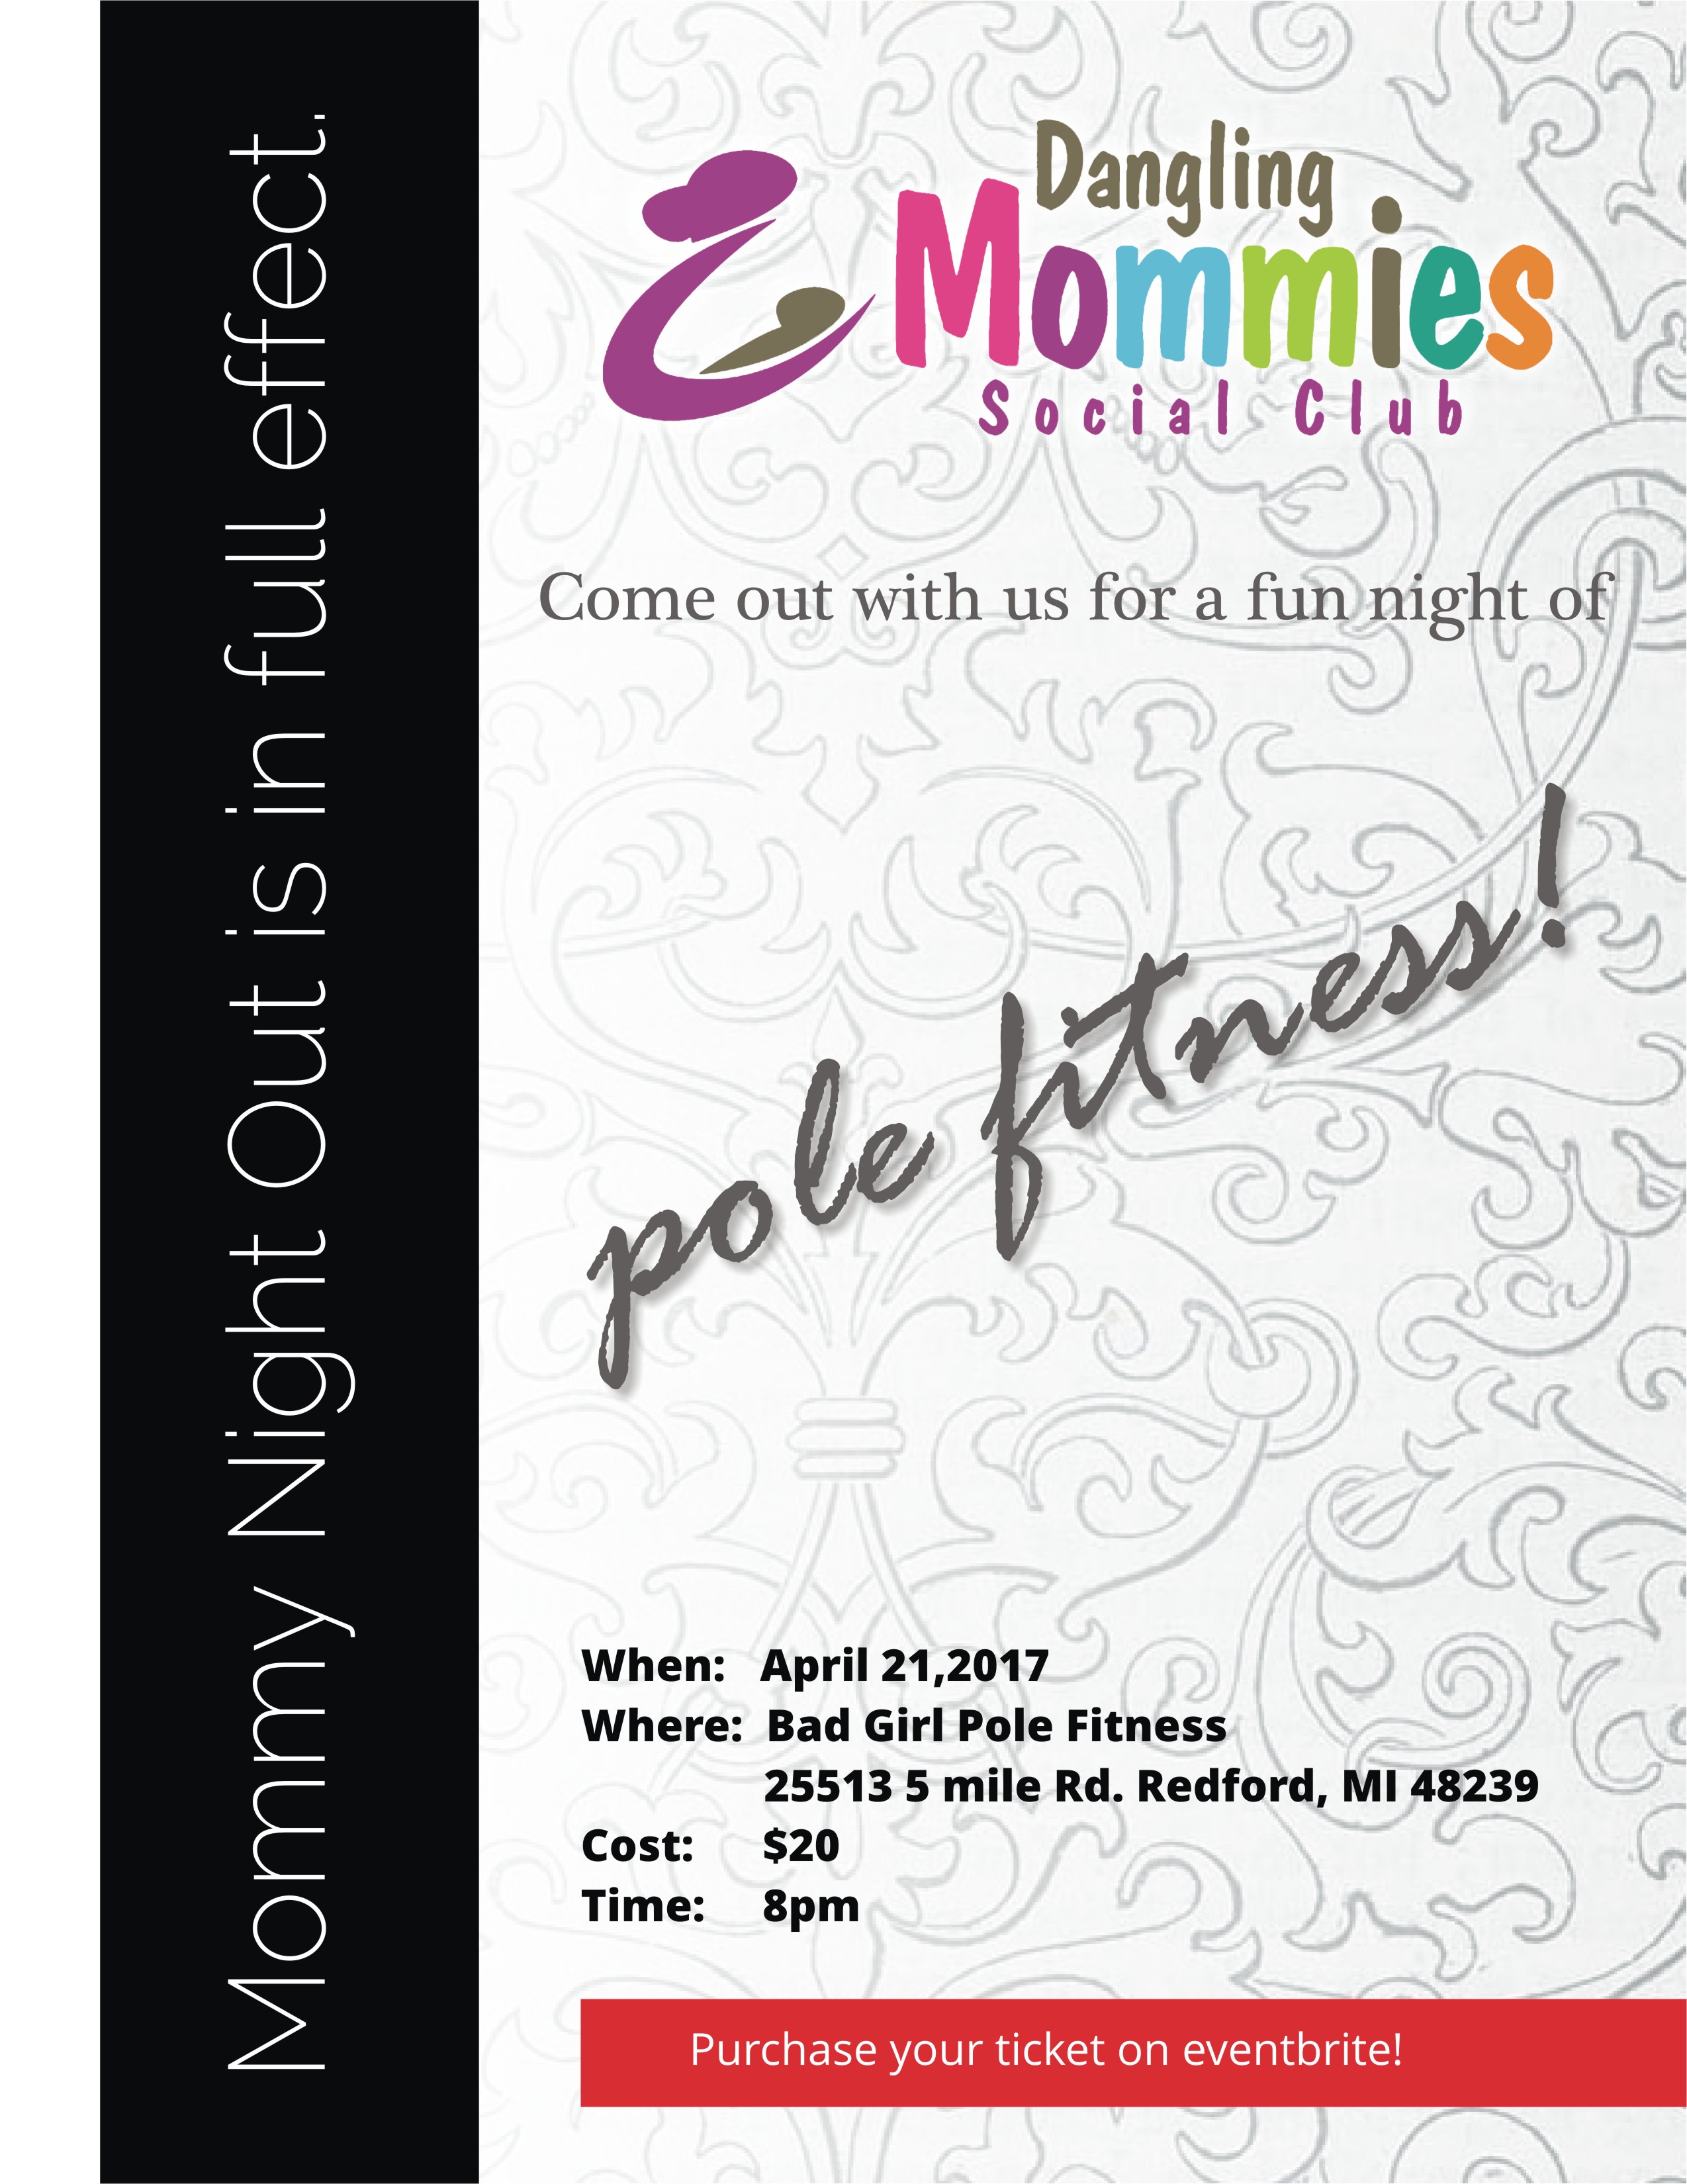 Mommy Night Out is in full effect.
Dangling
Mommies
Social Club
Come out with us for a fun night of
pole fitness!
When: April 21,2017
Where: Bad Girl Pole Fitness
25513 5 mile Rd. Redford, MI 48239
Cost: $20
Time: 8pm
Purchase your ticket on eventbrite!